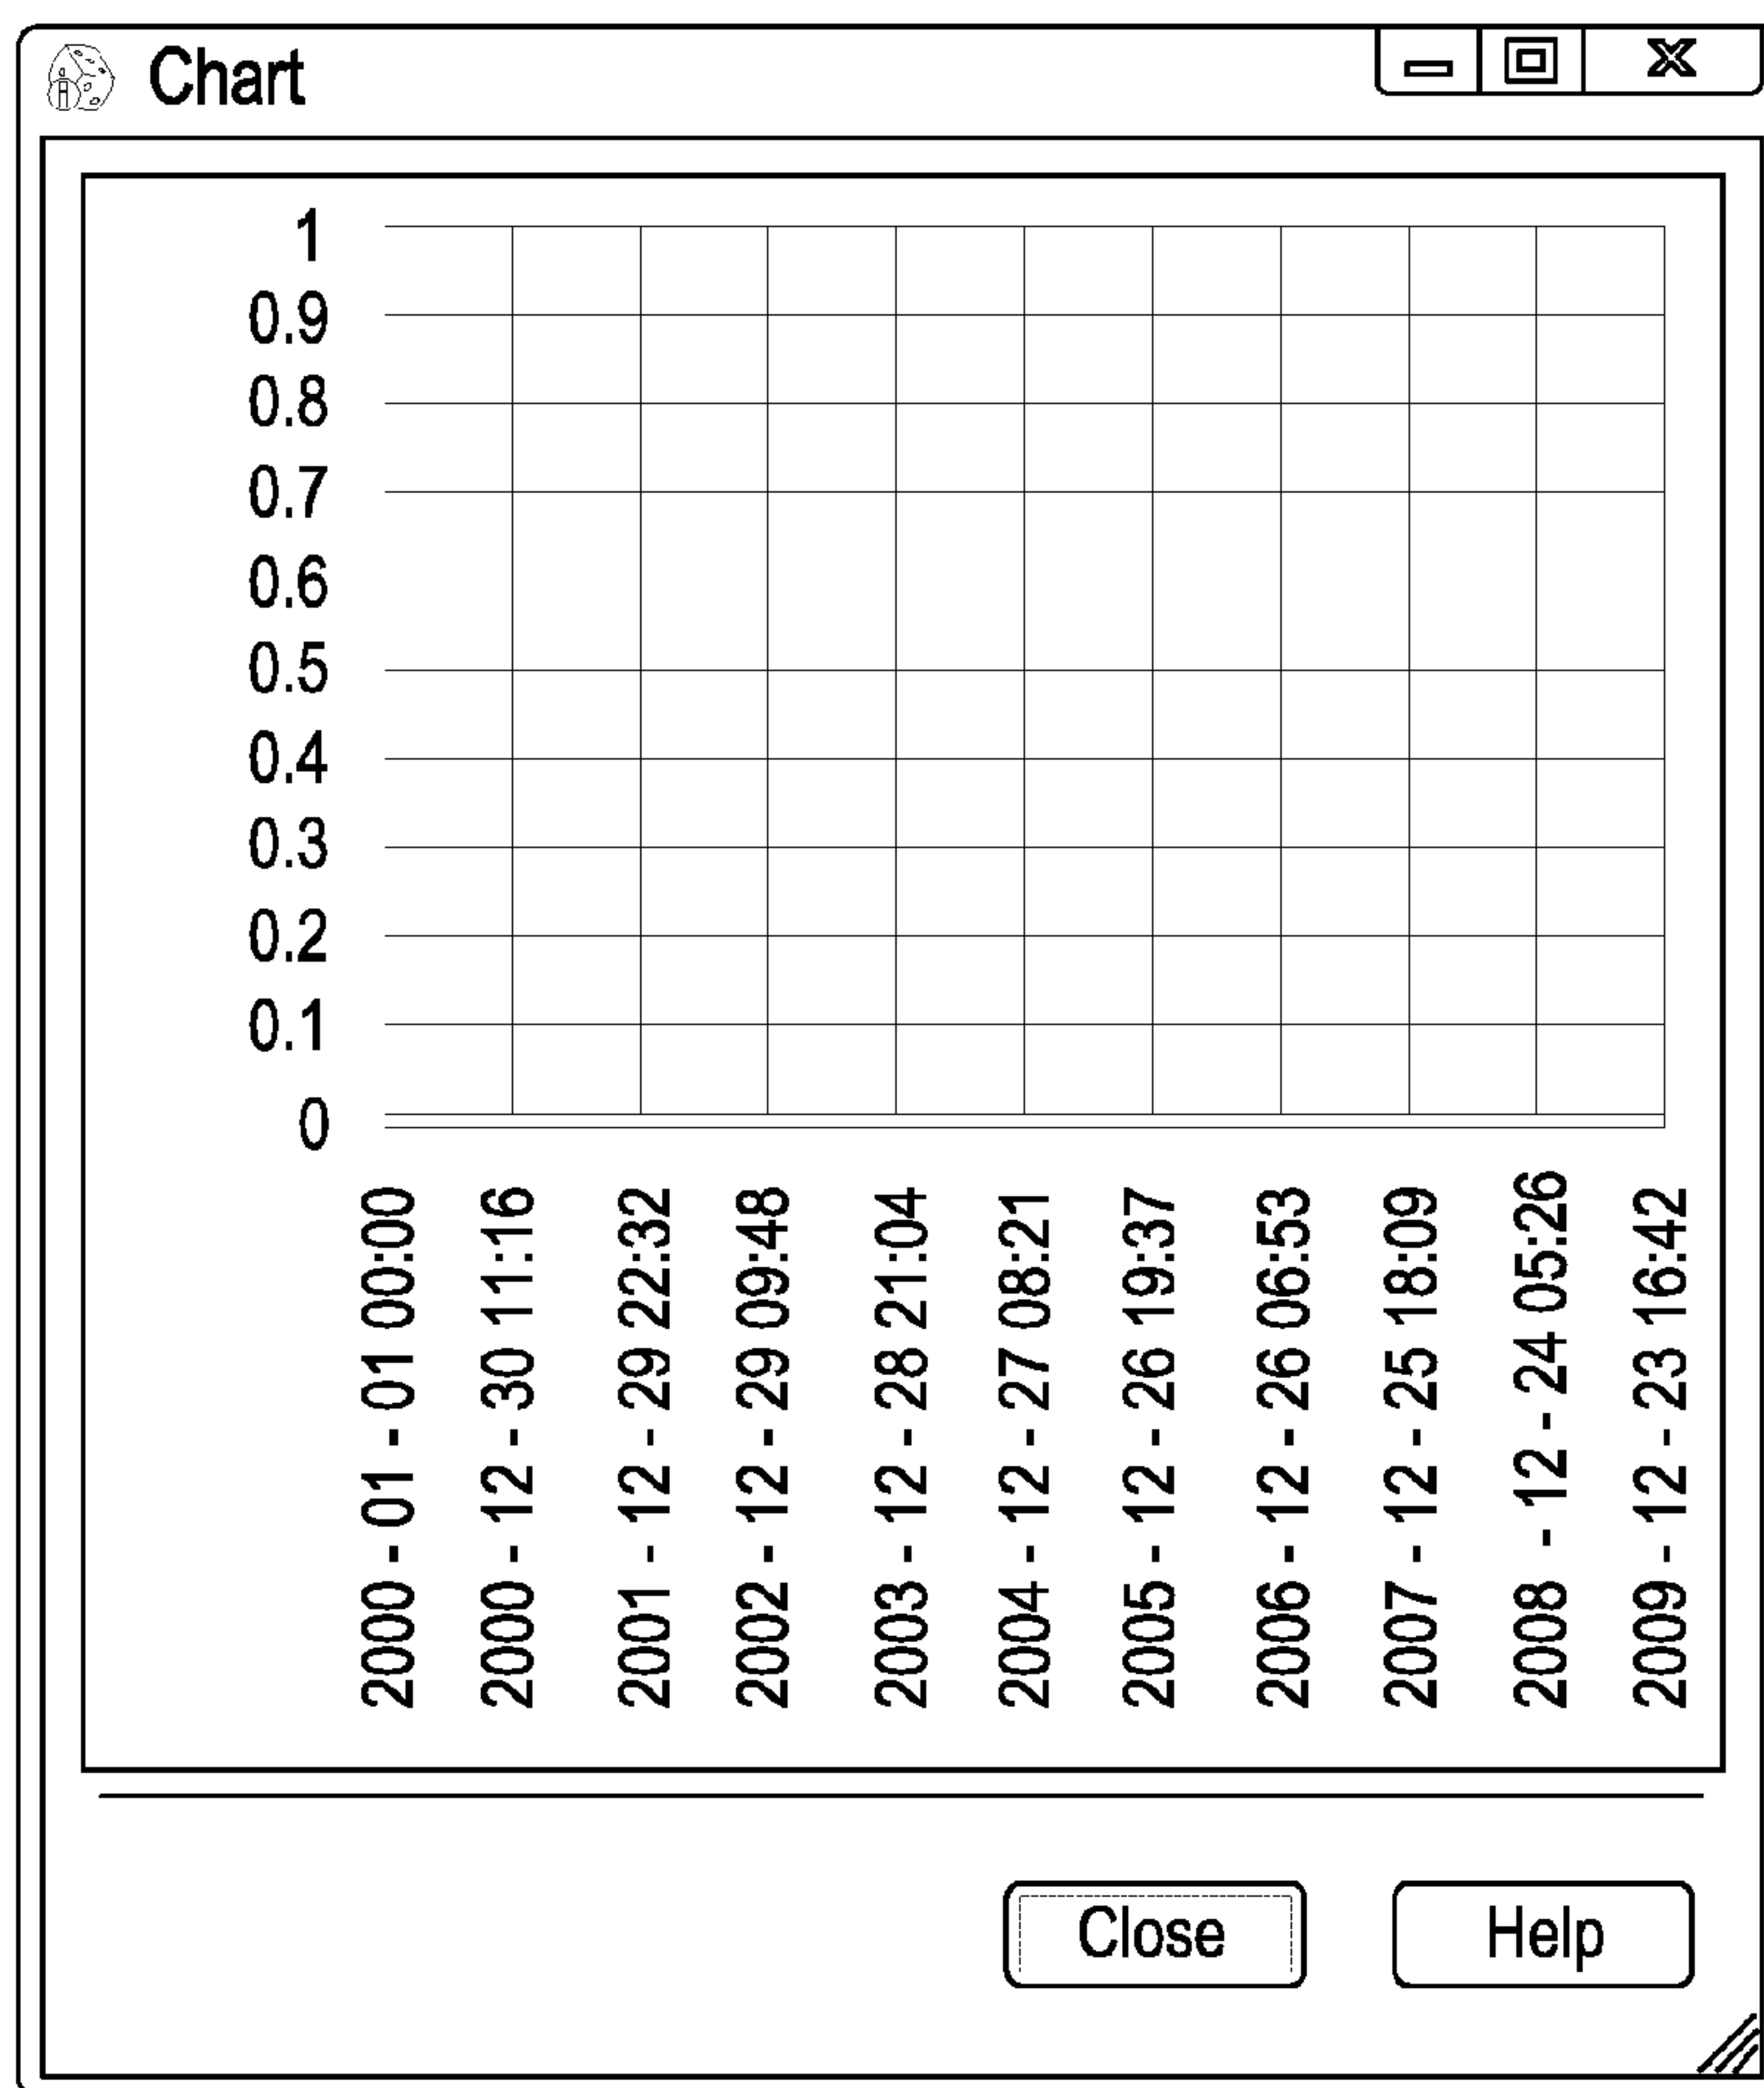 Chart
1
0.9
0.8
0.7
0.6
0.5
0.4
0.3
0.2
0.1
0
2000 - 01 - 01 00:00
2000 - 12 - 30 11:16
2001 - 12 - 29 22:32
2002 - 12 - 29 09:48
2003 - 12 - 28 21:04
2004 - 12 - 27 08:21
2005 - 12 - 26 19:37
2006 - 12 - 26 06:53
2007 - 12 - 25 18:09
2008 - 12 - 24 05:26
2009 - 12 - 23 16:42
Close
Help